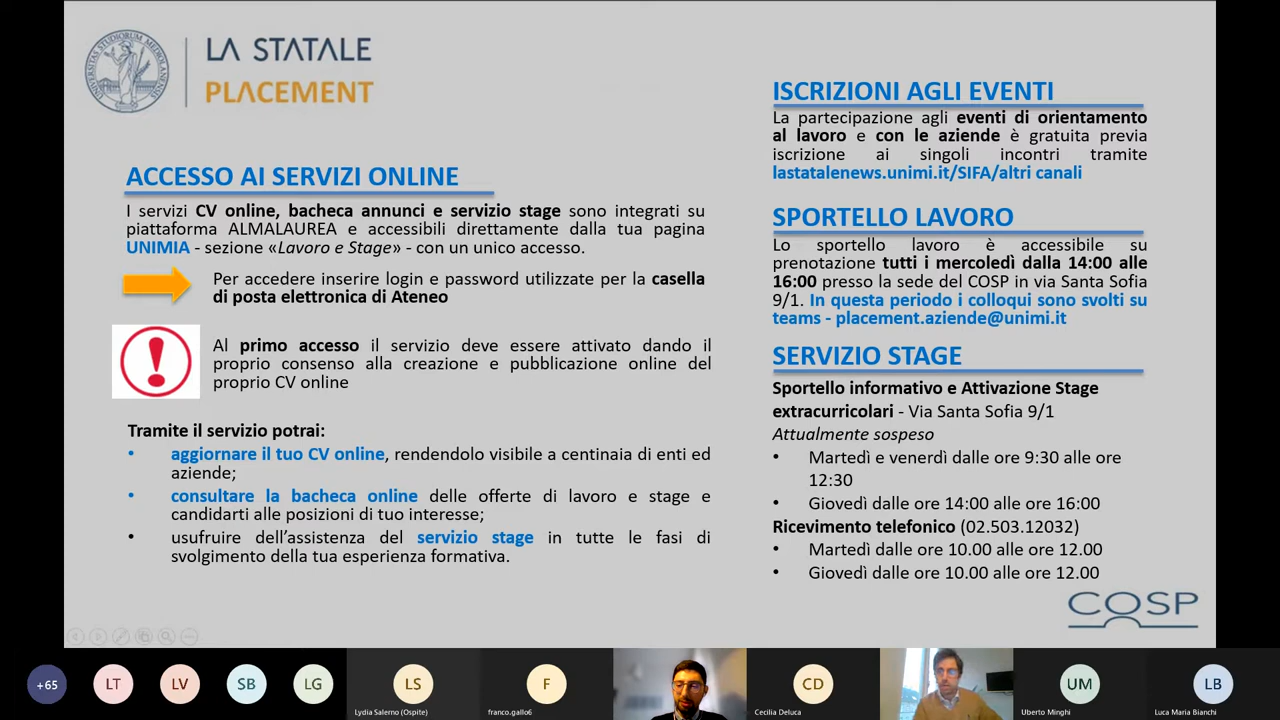 UNIVERSITAS STUDIORUM MEDIOLANENSIS
LA STATALE
PLACEMENT
ACCESSO AI SERVIZI ONLINE
I servizi CV online, bacheca annunci e servizio stage sono integrati su
piattaforma ALMALAUREA e accessibili direttamente dalla tua pagina
UNIMIA - sezione «Lavoro e Stage» - con un unico accesso.
Per accedere inserire login e password utilizzate per la casella
di posta elettronica di Ateneo
Al primo accesso il servizio deve essere attivato dando il
proprio consenso alla creazione e pubblicazione online del
proprio CV online
Tramite il servizio potrai:
• aggiornare il tuo CV online, rendendolo visibile a centinaia di enti ed
aziende;
• consultare la bacheca online delle offerte di lavoro e stage e
candidarti alle posizioni di tuo interesse;
• usufruire dell'assistenza del servizio stage in tutte le fasi di
svolgimento della tua esperienza formativa.
ISCRIZIONI AGLI EVENTI
La partecipazione agli eventi di orientamento
al lavoro e con le aziende è gratuita previa
iscrizione ai singoli incontri tramite
lastatalenews.unimi.it/SIFA/altri canali
SPORTELLO LAVORO
Lo sportello lavoro è accessibile su
prenotazione tutti i mercoledì dalla 14:00 alle
16:00 presso la sede del COSP in via Santa Sofia
9/1. In questa periodo i colloqui sono svolti su
teams - placement.aziende@unimi.it
SERVIZIO STAGE
Sportello informativo e Attivazione Stage
extracurricolari - Via Santa Sofia 9/1
Attualmente sospeso
• Martedì e venerdì dalle ore 9:30 alle ore
12:30
• Giovedì dalle ore 14:00 alle ore 16:00
Ricevimento telefonico (02.503.12032)
• Martedì dalle ore 10.00 alle ore 12.00
• Giovedì dalle ore 10.00 alle ore 12.00
COSP
+65
LT
LV
SB
LG
LS
F
CD
UM
LB
Lydia Salerno (Ospite)
franco.gallo6
Cecilia Deluca
Uberto Minghi
Luca Maria Bianchi